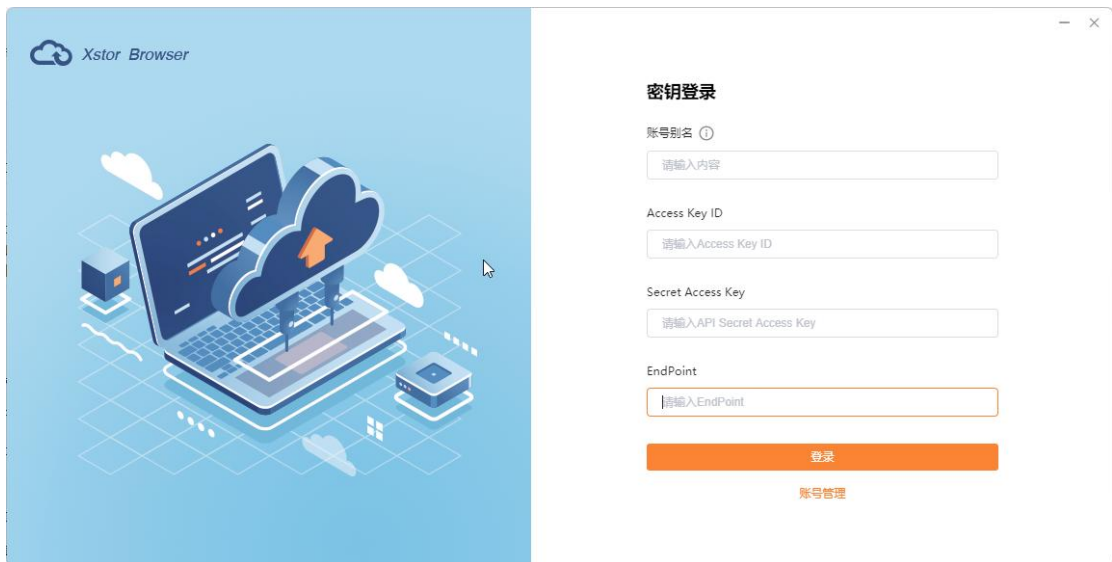 Xstor Browser
密钥登录
账号别名
请输入内容
Access Key ID
请输入Access Key ID
Secret Access Key
请输入API Secret Access Key
EndPoint
请输入EndPoint
登录
账号管理